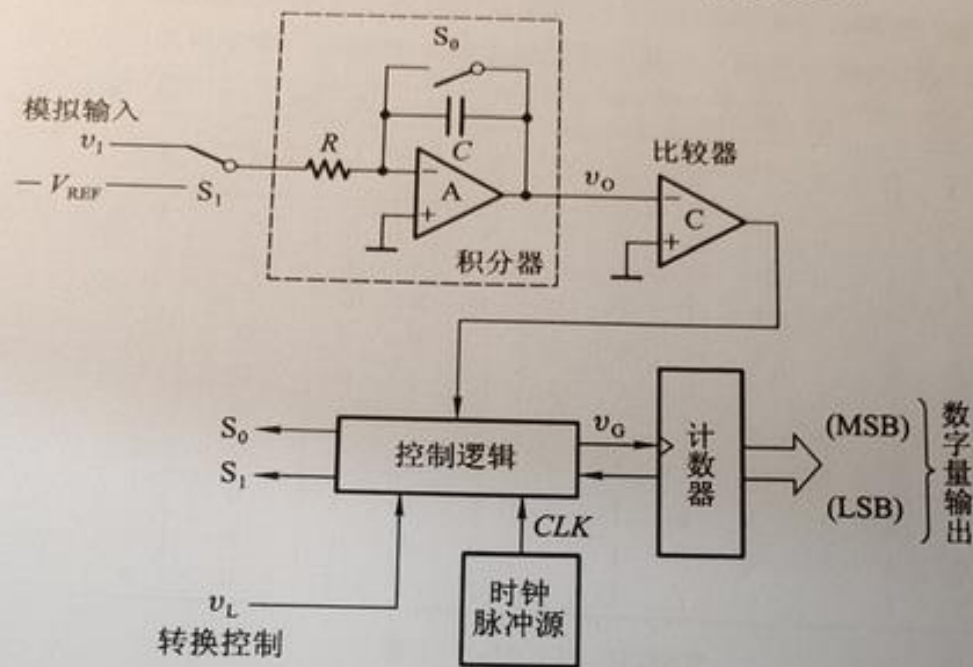 S₀
模拟输入
v_I
R
C
比较器
− V_REF
S₁
−
A
+
v_O
−
C
+
积分器
S₀
控制逻辑
v_G
计数器
(MSB)
数字量输出
S₁
(LSB)
CLK
v_L
转换控制
时钟
脉冲源